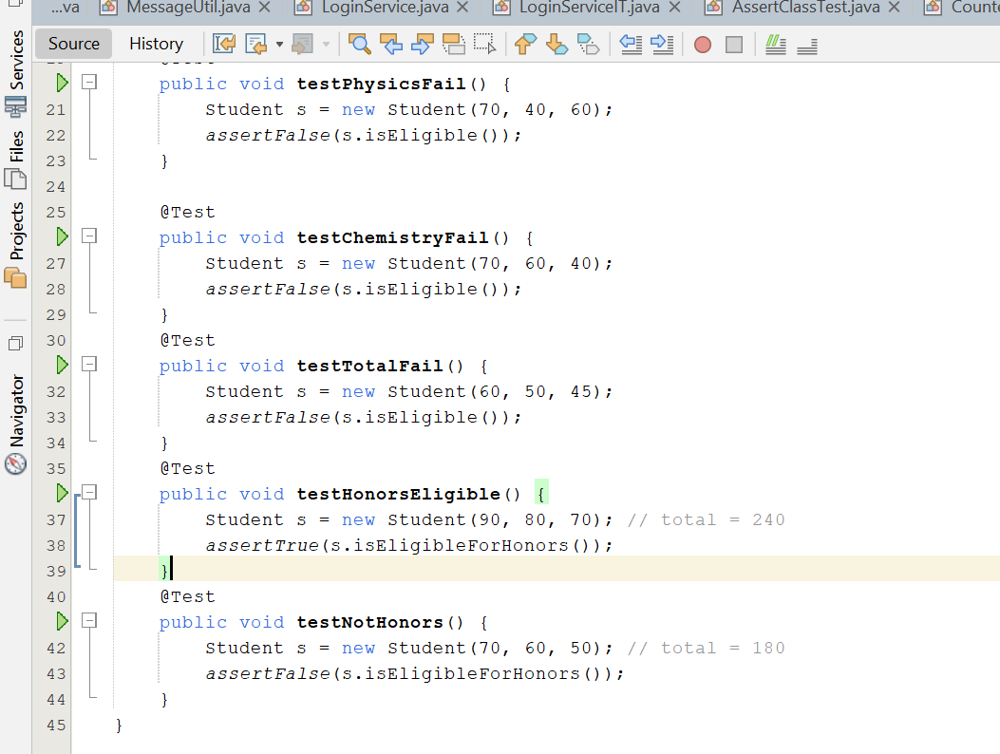 ...va MessageUtil.java LoginService.java LoginServiceIT.java AssertClassTest.java
Source History
Services
Files
Projects
Navigator
public void testPhysicsFail() {
21 Student s = new Student(70, 40, 60);
22 assertFalse(s.isEligible());
23 }
24
25 @Test
public void testChemistryFail() {
27 Student s = new Student(70, 60, 40);
28 assertFalse(s.isEligible());
29 }
30 @Test
public void testTotalFail() {
32 Student s = new Student(60, 50, 45);
33 assertFalse(s.isEligible());
34 }
35 @Test
public void testHonorsEligible() {
37 Student s = new Student(90, 80, 70); // total = 240
38 assertTrue(s.isEligibleForHonors());
39 }
40 @Test
public void testNotHonors() {
42 Student s = new Student(70, 60, 50); // total = 180
43 assertFalse(s.isEligibleForHonors());
44 }
45 }